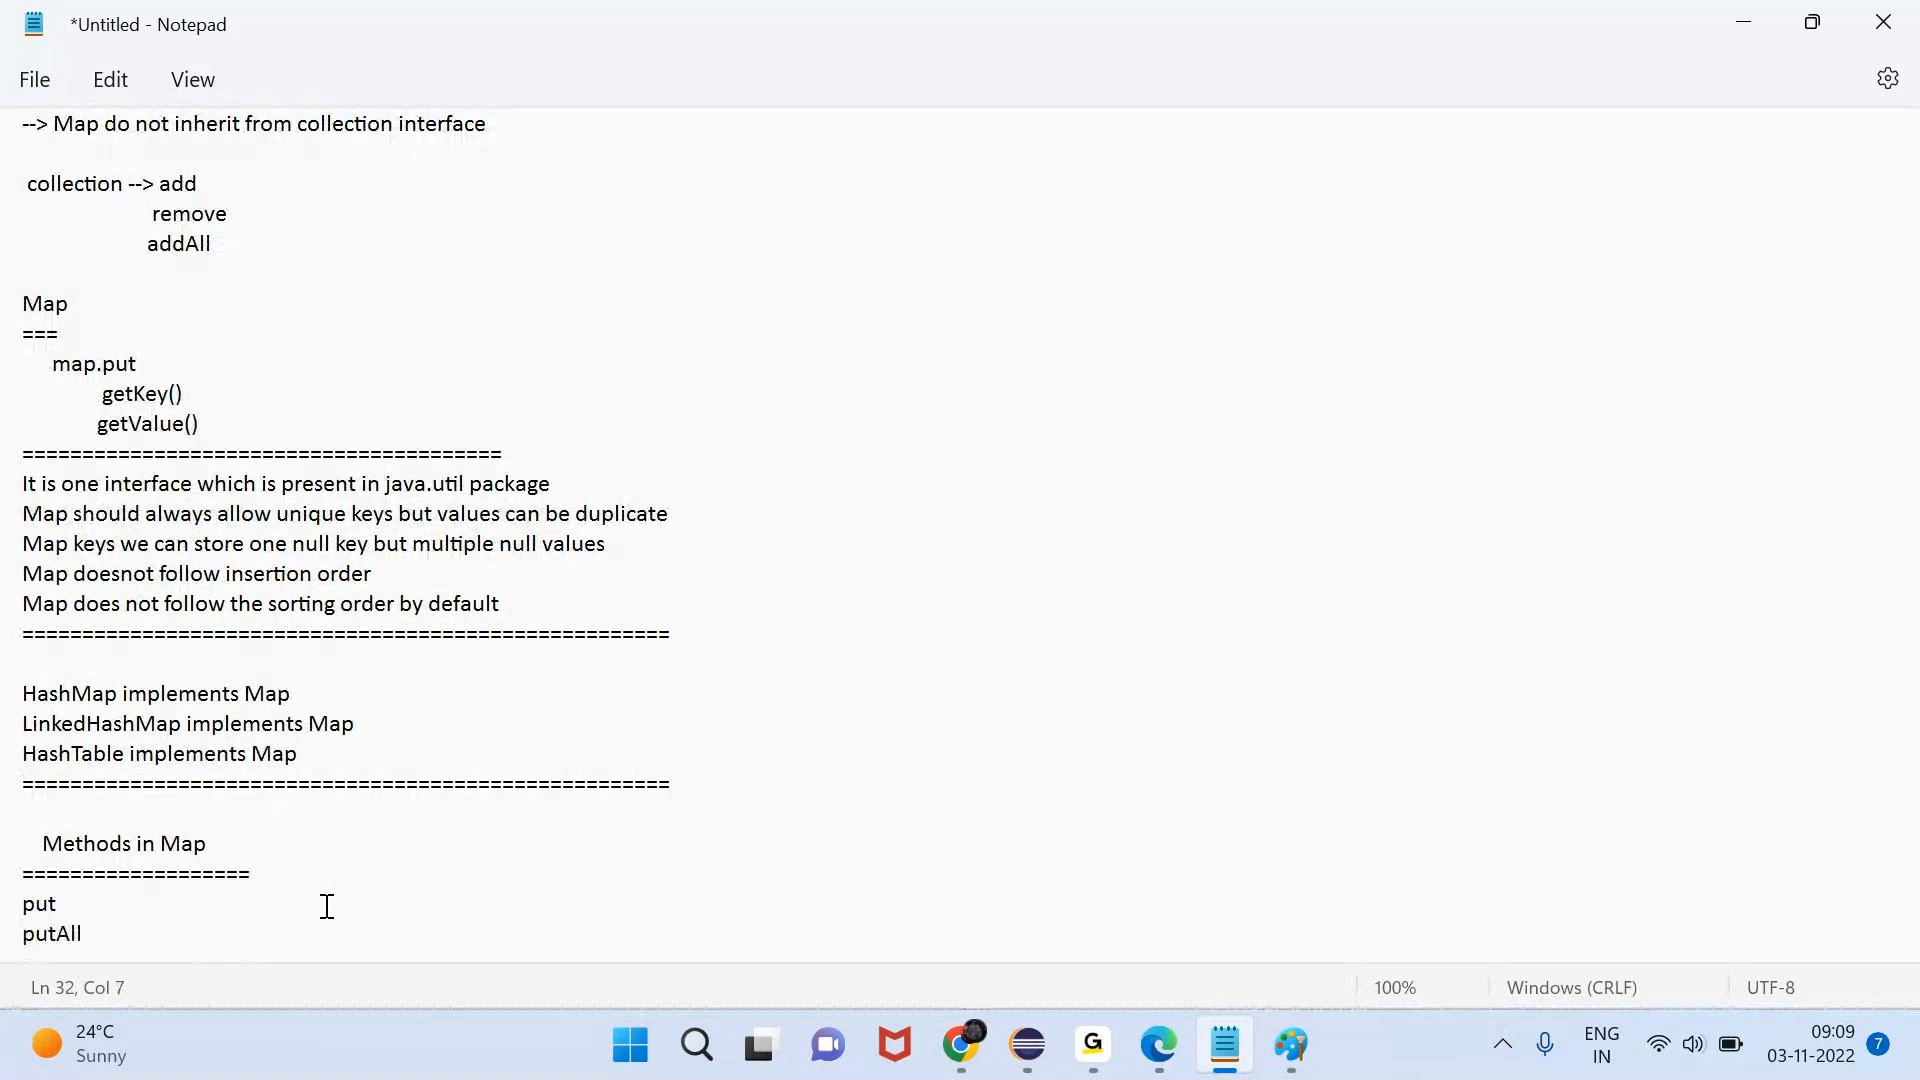 *Untitled - Notepad
File Edit View
--> Map do not inherit from collection interface
collection --> add
remove
addAll
Map
===
map.put
getKey()
getValue()
========================================
It is one interface which is present in java.util package
Map should always allow unique keys but values can be duplicate
Map keys we can store one null key but multiple null values
Map doesnot follow insertion order
Map does not follow the sorting order by default
======================================================
HashMap implements Map
LinkedHashMap implements Map
HashTable implements Map
======================================================
Methods in Map
===================
put
putAll
Ln 32, Col 7 100% Windows (CRLF) UTF-8
24°C
Sunny
G
ENG
IN
09:09
03-11-2022
7